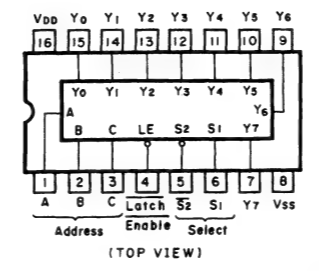 VDD Y0 Y1 Y2 Y3 Y4 Y5 Y6
16 15 14 13 12 11 10 9
Y0 Y1 Y2 Y3 Y4 Y5
A Y6
B C LE S2 S1 Y7
1 2 3 4 5 6 7 8
A B C Latch S2 S1 Y7 VSS
Address Enable Select
(TOP VIEW)